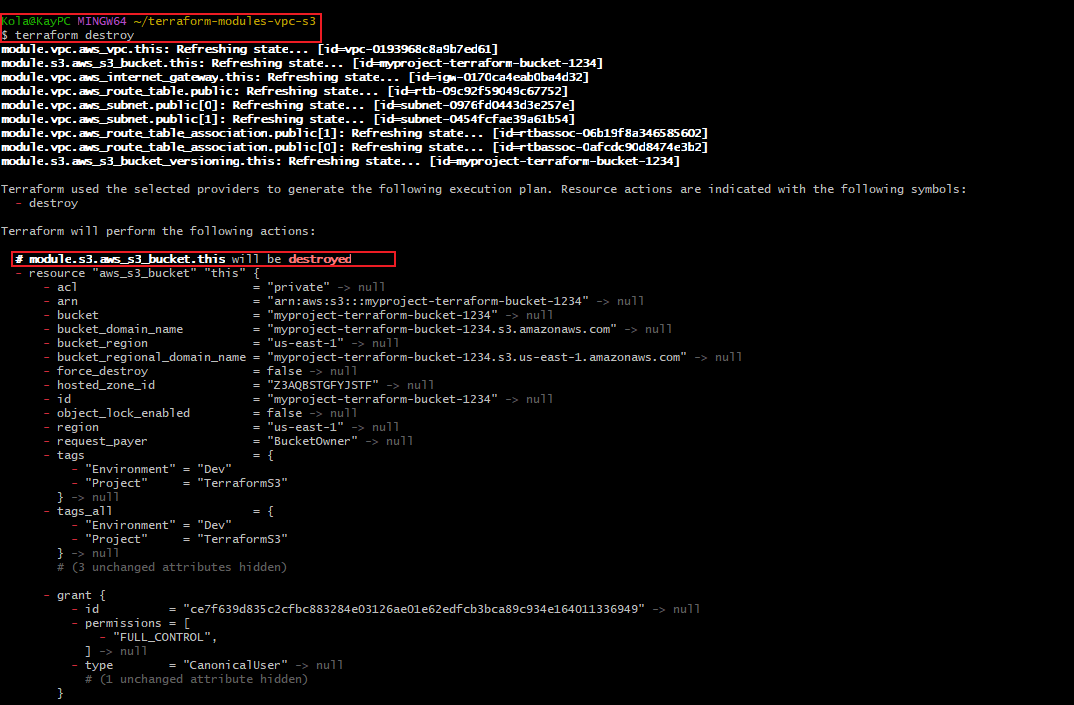 Kola@KayPC MINGW64 ~/terraform-modules-vpc-s3
$ terraform destroy
module.vpc.aws_vpc.this: Refreshing state... [id=vpc-0193968c8a9b7ed61]
module.s3.aws_s3_bucket.this: Refreshing state... [id=myproject-terraform-bucket-1234]
module.vpc.aws_internet_gateway.this: Refreshing state... [id=igw-0170ca4eab0ba4d32]
module.vpc.aws_route_table.public: Refreshing state... [id=rtb-09c92f59049c67752]
module.vpc.aws_subnet.public[0]: Refreshing state... [id=subnet-0976fd0443d3e257e]
module.vpc.aws_subnet.public[1]: Refreshing state... [id=subnet-0454fcfae39a61b54]
module.vpc.aws_route_table_association.public[1]: Refreshing state... [id=rtbassoc-06b19f8a346585602]
module.vpc.aws_route_table_association.public[0]: Refreshing state... [id=rtbassoc-0afcdc90d8474e3b2]
module.s3.aws_s3_bucket_versioning.this: Refreshing state... [id=myproject-terraform-bucket-1234]
Terraform used the selected providers to generate the following execution plan. Resource actions are indicated with the following symbols:
- destroy
Terraform will perform the following actions:
# module.s3.aws_s3_bucket.this will be destroyed
- resource "aws_s3_bucket" "this" {
- acl = "private" -> null
- arn = "arn:aws:s3:::myproject-terraform-bucket-1234" -> null
- bucket = "myproject-terraform-bucket-1234" -> null
- bucket_domain_name = "myproject-terraform-bucket-1234.s3.amazonaws.com" -> null
- bucket_region = "us-east-1" -> null
- bucket_regional_domain_name = "myproject-terraform-bucket-1234.s3.us-east-1.amazonaws.com" -> null
- force_destroy = false -> null
- hosted_zone_id = "Z3AQBSTGFYJSTF" -> null
- id = "myproject-terraform-bucket-1234" -> null
- object_lock_enabled = false -> null
- region = "us-east-1" -> null
- request_payer = "BucketOwner" -> null
- tags = {
- "Environment" = "Dev"
- "Project" = "TerraformS3"
} -> null
- tags_all = {
- "Environment" = "Dev"
- "Project" = "TerraformS3"
} -> null
# (3 unchanged attributes hidden)
- grant {
- id = "ce7f639d835c2cfbc883284e03126ae01e62edfcb3bca89c934e164011336949" -> null
- permissions = [
- "FULL_CONTROL",
] -> null
- type = "CanonicalUser" -> null
# (1 unchanged attribute hidden)
}